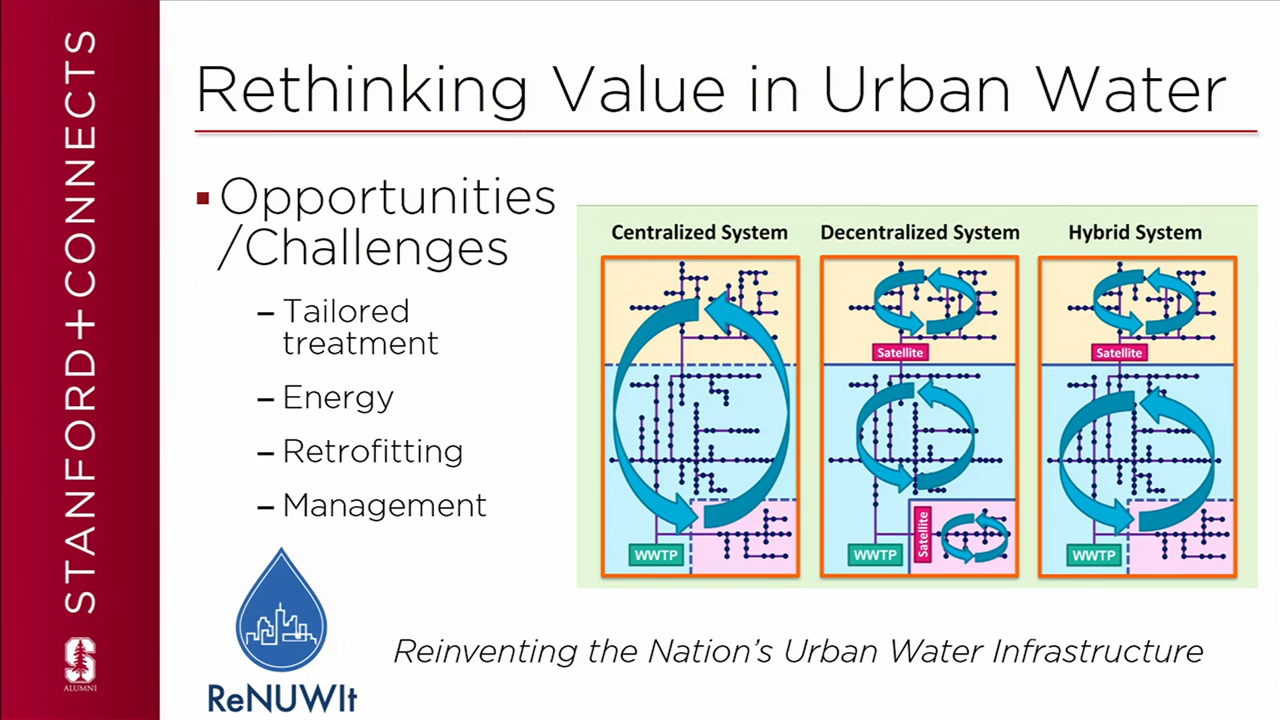 STANFORD+CONNECTS
S
ALUMNI
Rethinking Value in Urban Water
Opportunities
/Challenges
– Tailored
treatment
– Energy
– Retrofitting
– Management
Centralized System
Decentralized System
Hybrid System
Satellite
Satellite
Satellite
WWTP
WWTP
WWTP
ReNUWIt
Reinventing the Nation's Urban Water Infrastructure